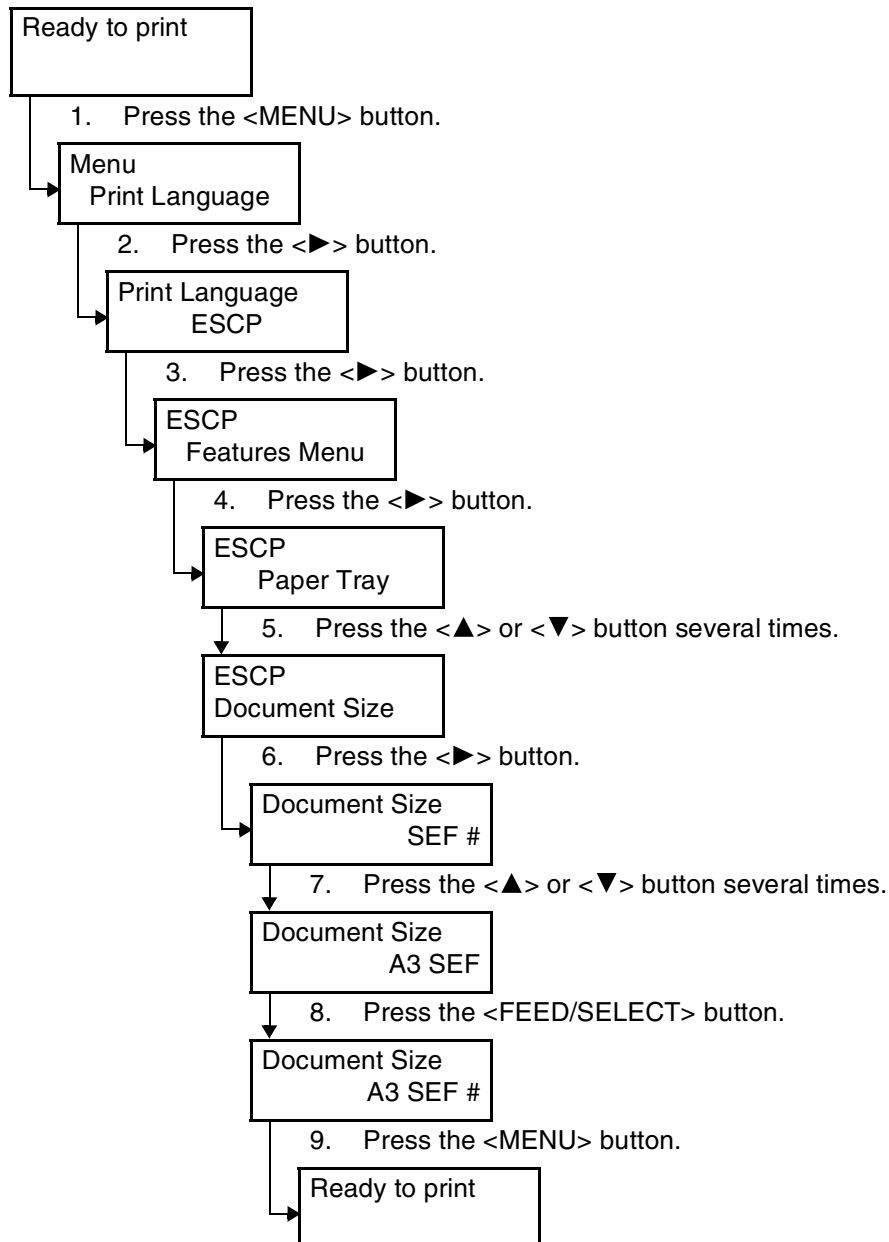 Ready to print
1. Press the <MENU> button.
Menu
Print Language
2. Press the <▶> button.
Print Language
ESCP
3. Press the <▶> button.
ESCP
Features Menu
4. Press the <▶> button.
ESCP
Paper Tray
5. Press the <▲> or <▼> button several times.
ESCP
Document Size
6. Press the <▶> button.
Document Size
SEF #
7. Press the <▲> or <▼> button several times.
Document Size
A3 SEF
8. Press the <FEED/SELECT> button.
Document Size
A3 SEF #
9. Press the <MENU> button.
Ready to print